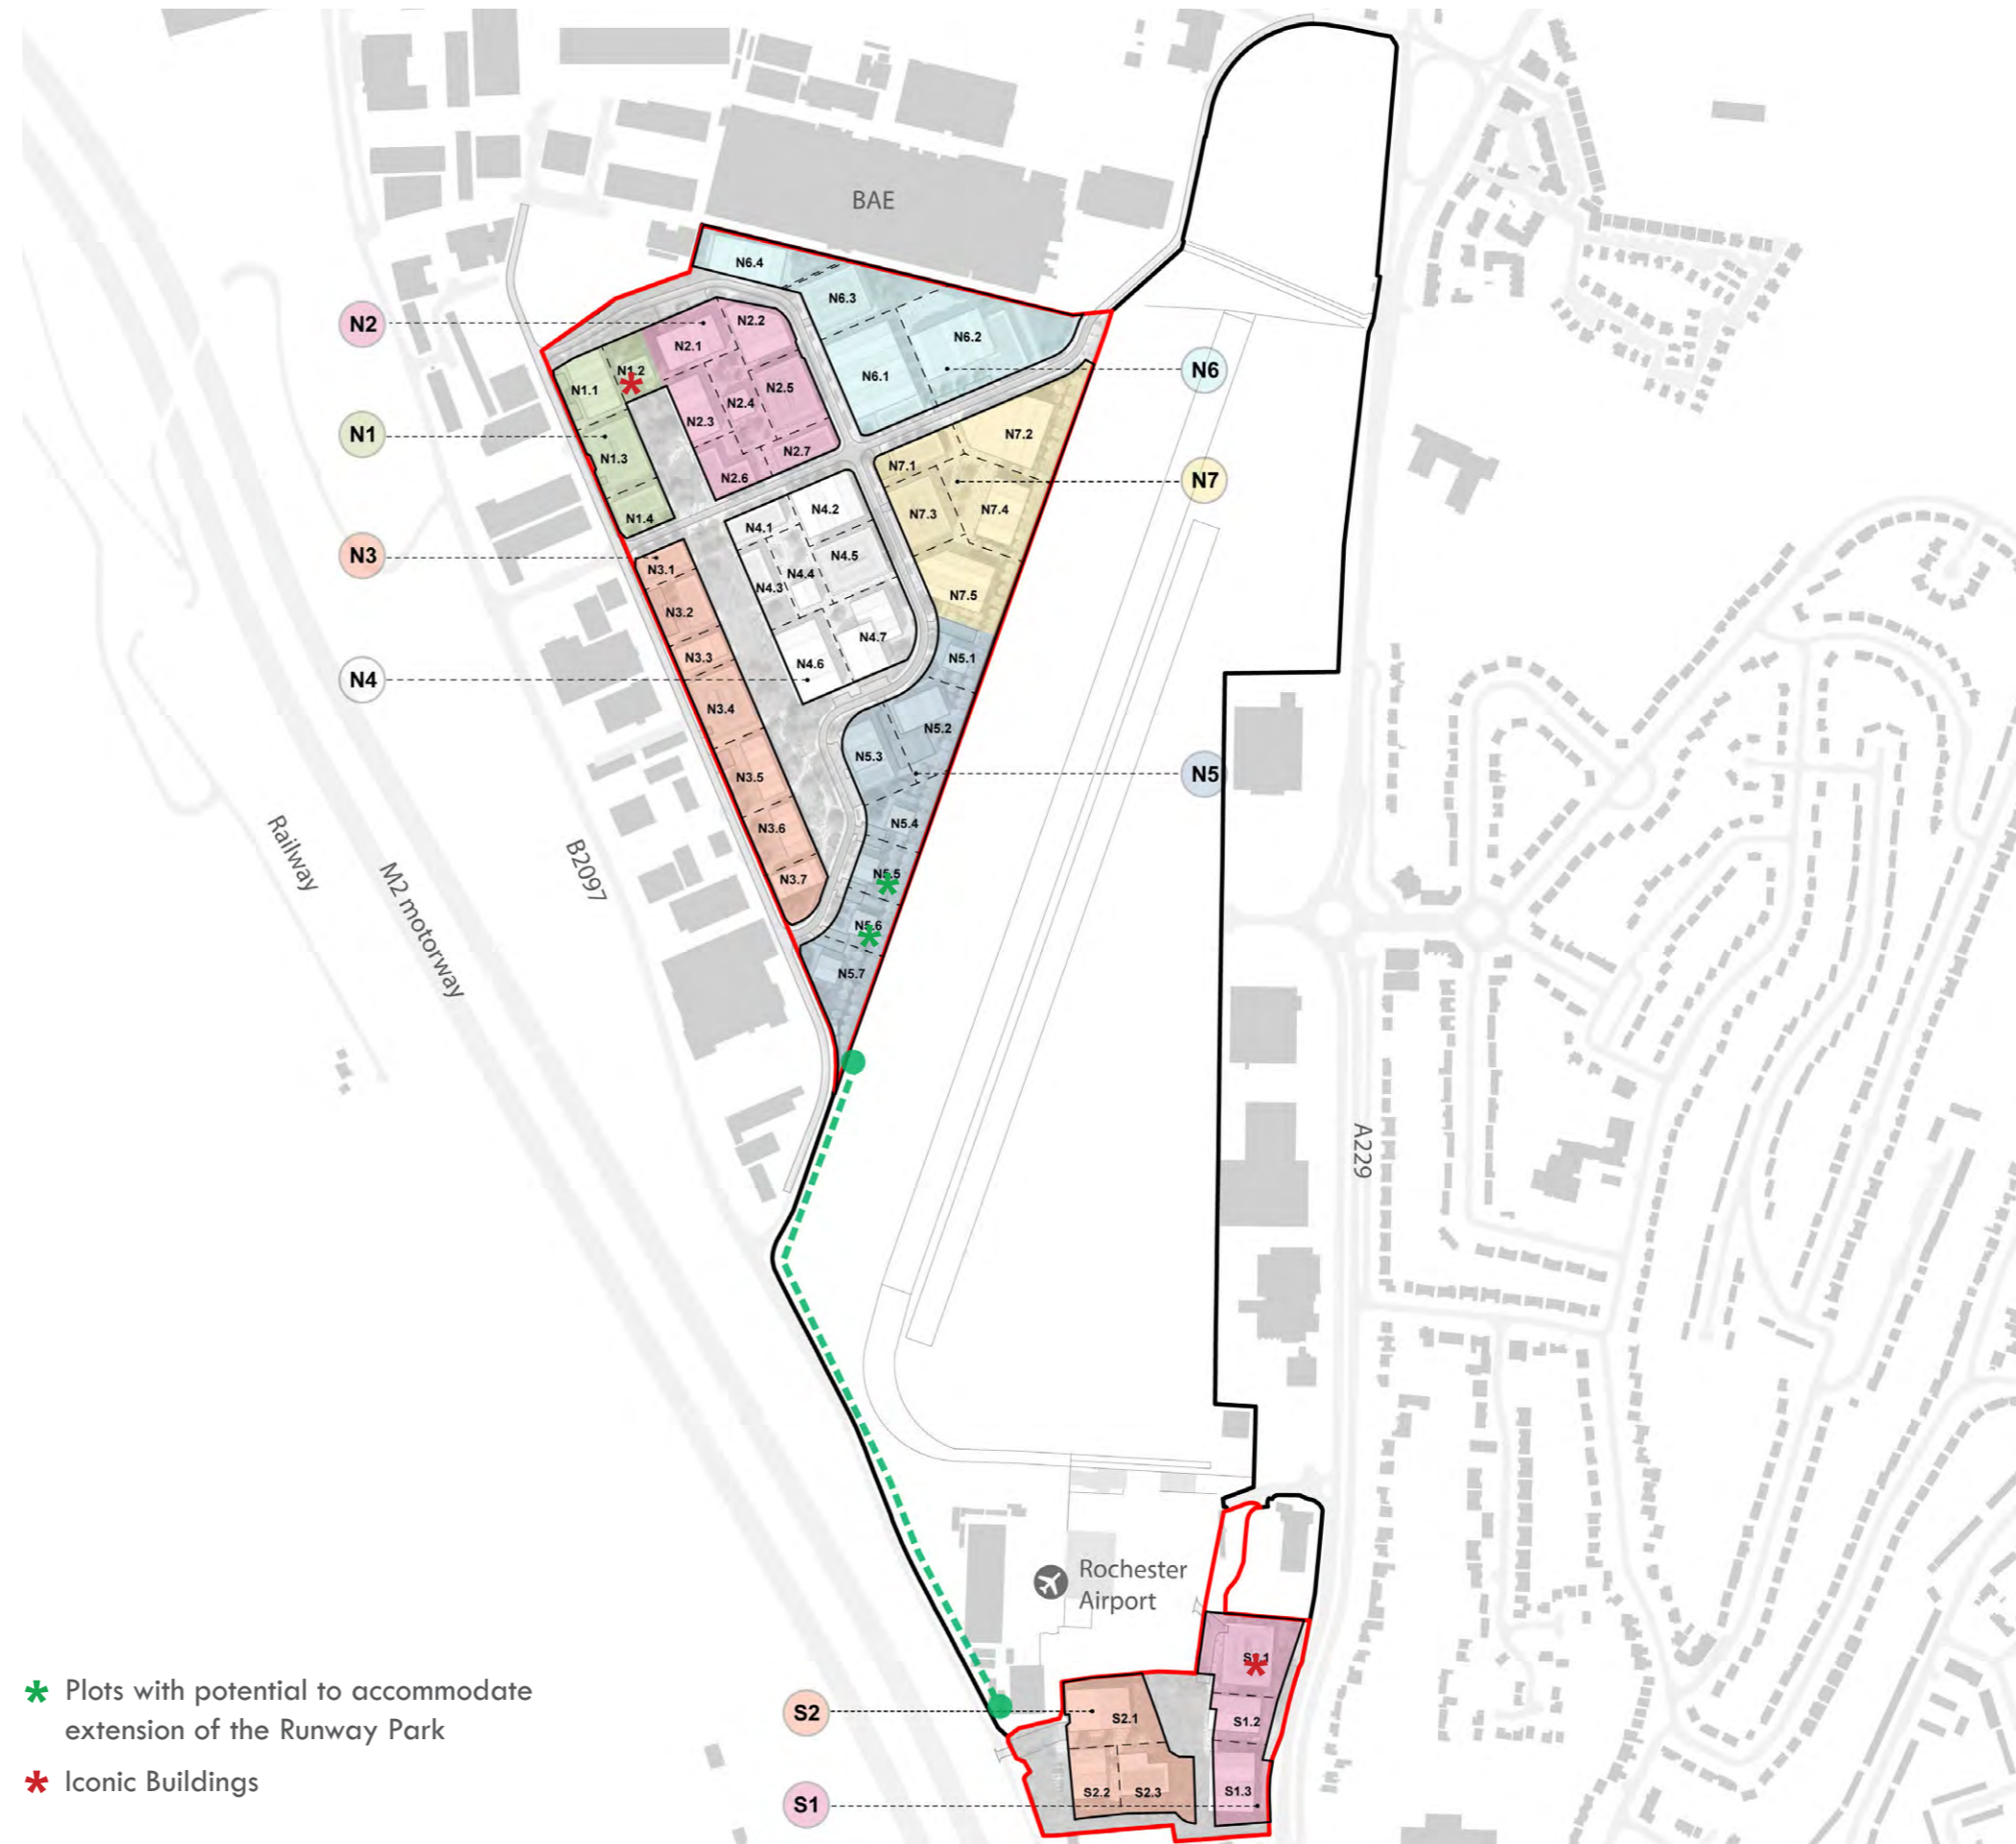 BAE
N6.4
N6.3
N2
N2.2
N6.2
N2.1
N1.2
N6
N6.1
N1.1
N2.5
N2.4
N2.3
N1
N7.2
N2.7
N1.3
N7.1
N2.6
N7
N4.2
N7.4
N7.3
N1.4
N4.1
N3
N4.5
N3.1
N4.4
N4.3
N7.5
N3.2
N4.7
N3.3
N5.1
N4.6
N4
N3.4
N5.2
N5.3
N5
N3.5
N5.4
N3.6
Railway
M2 motorway
B2097
N5.5
N3.7
N5.6
N5.7
A229
Rochester
Airport
S1.1
S2
S2.1
S1.2
S2.2
S2.3
S1.3
S1
Plots with potential to accommodate
extension of the Runway Park
Iconic Buildings